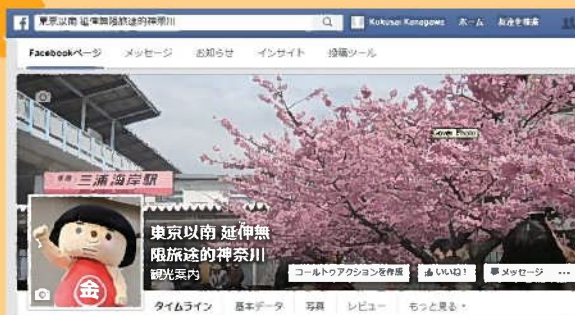 東京以南 延伸無限旅途的神奈川
Kokusai Kanagawa ホーム 友達を検索
Facebookページ メッセージ お知らせ インサイト 投稿ツール
三浦海岸駅
金
東京以南 延伸無
限旅途的神奈川
観光案内
コールトゥアクションを作成 いいね! メッセージ
タイムライン 基本データ 写真 レビュー もっと見る